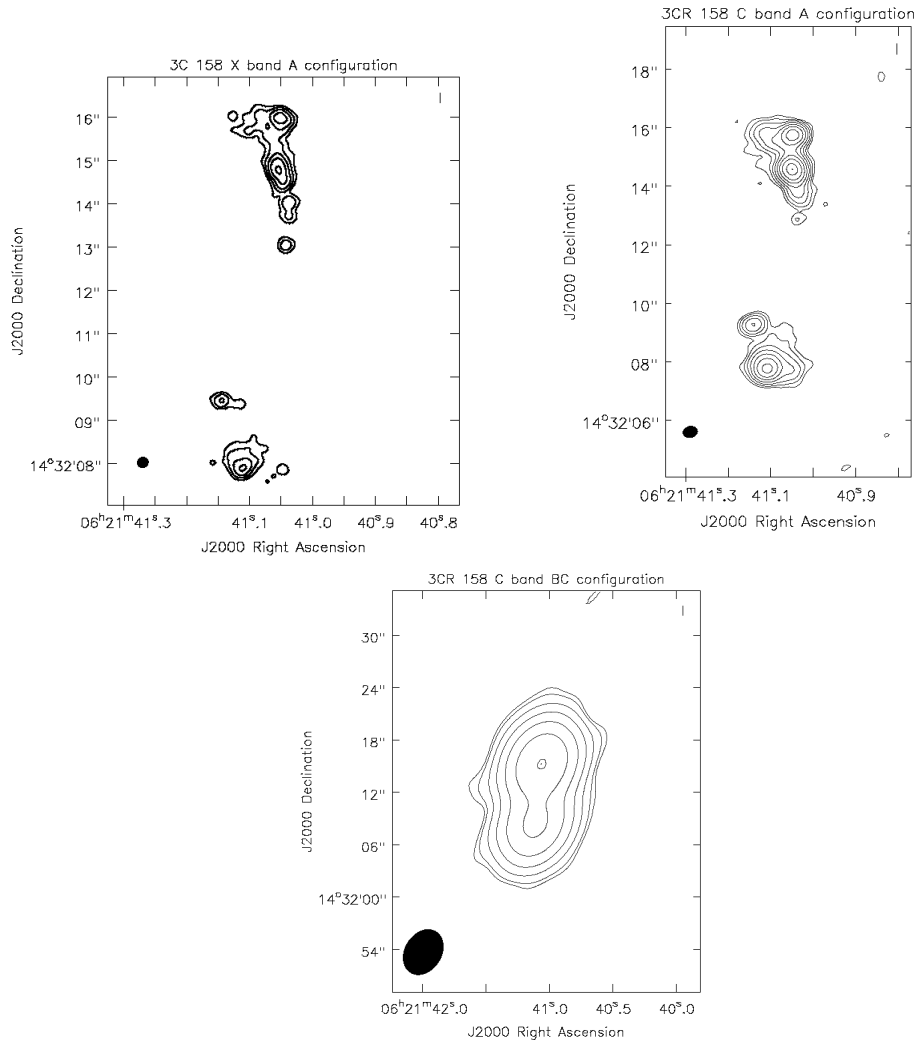 3C 158 X band A configuration
16"
15"
14"
13"
12"
11"
10"
09"
14°32'08"
06ʰ21ᵐ41ˢ.3
41ˢ.1
41ˢ.0
40ˢ.9
40ˢ.8
J2000 Right Ascension
J2000 Declination
3CR 158 C band A configuration
18"
16"
14"
12"
10"
08"
14°32'06"
06ʰ21ᵐ41ˢ.3
41ˢ.1
40ˢ.9
J2000 Right Ascension
J2000 Declination
3CR 158 C band BC configuration
30"
24"
18"
12"
06"
14°32'00"
54"
06ʰ21ᵐ42ˢ.0
41ˢ.0
40ˢ.5
40ˢ.0
J2000 Right Ascension
J2000 Declination